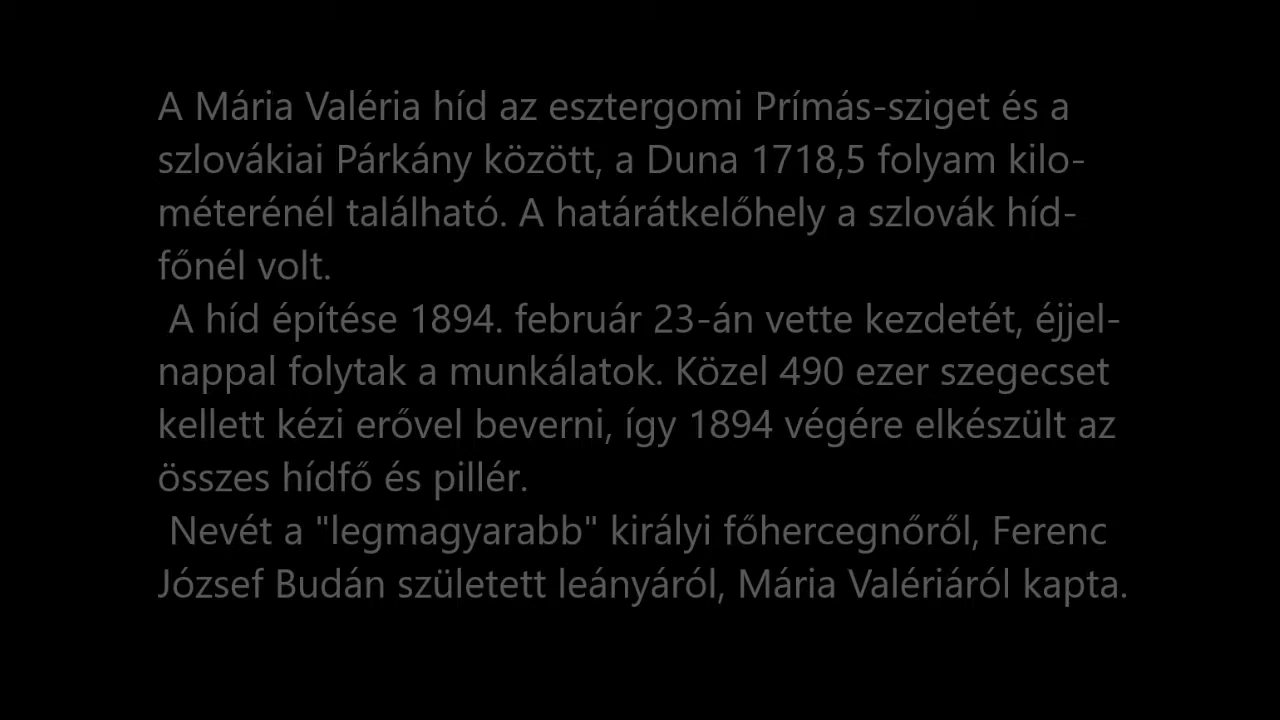 A Mária Valéria híd az esztergomi Prímás-sziget és a
szlovákiai Párkány között, a Duna 1718,5 folyam kilo-
méterénél található. A határátkelőhely a szlovák híd-
főnél volt.
A híd építése 1894. február 23-án vette kezdetét, éjjel-
nappal folytak a munkálatok. Közel 490 ezer szegecset
kellett kézi erővel beverni, így 1894 végére elkészült az
összes hídfő és pillér.
Nevét a "legmagyarabb" királyi főhercegnőről, Ferenc
József Budán született leányáról, Mária Valériáról kapta.